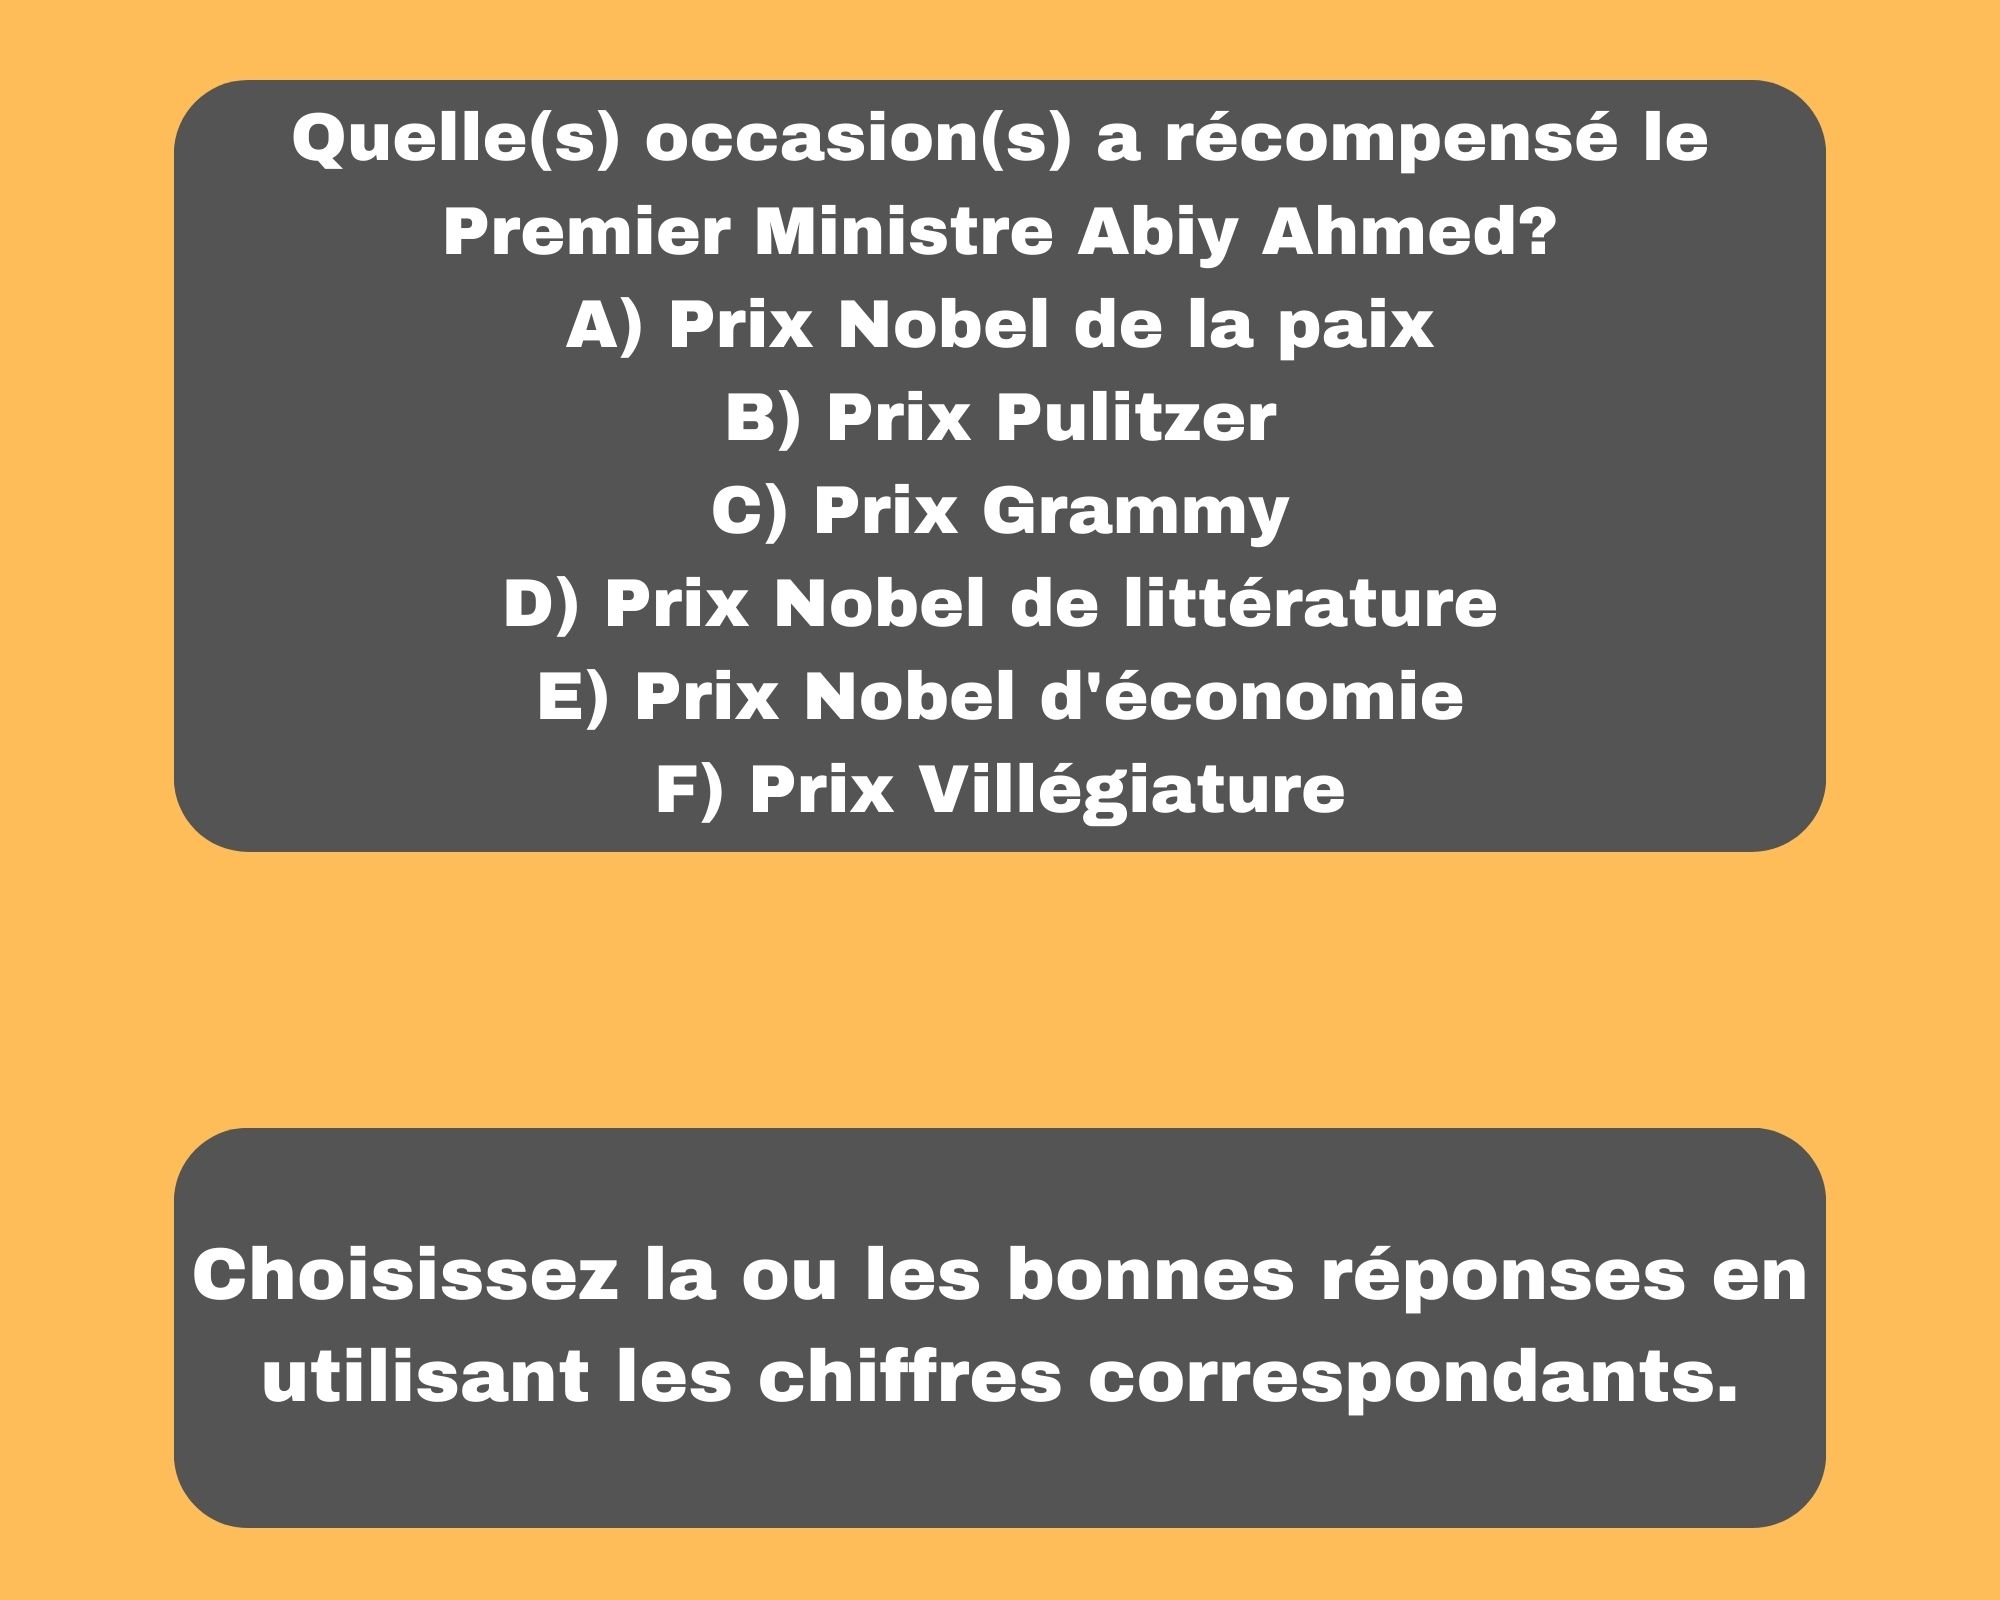 Quelle(s) occasion(s) a récompensé le
Premier Ministre Abiy Ahmed?
A) Prix Nobel de la paix
B) Prix Pulitzer
C) Prix Grammy
D) Prix Nobel de littérature
E) Prix Nobel d'économie
F) Prix Villégiature
Choisissez la ou les bonnes réponses en
utilisant les chiffres correspondants.